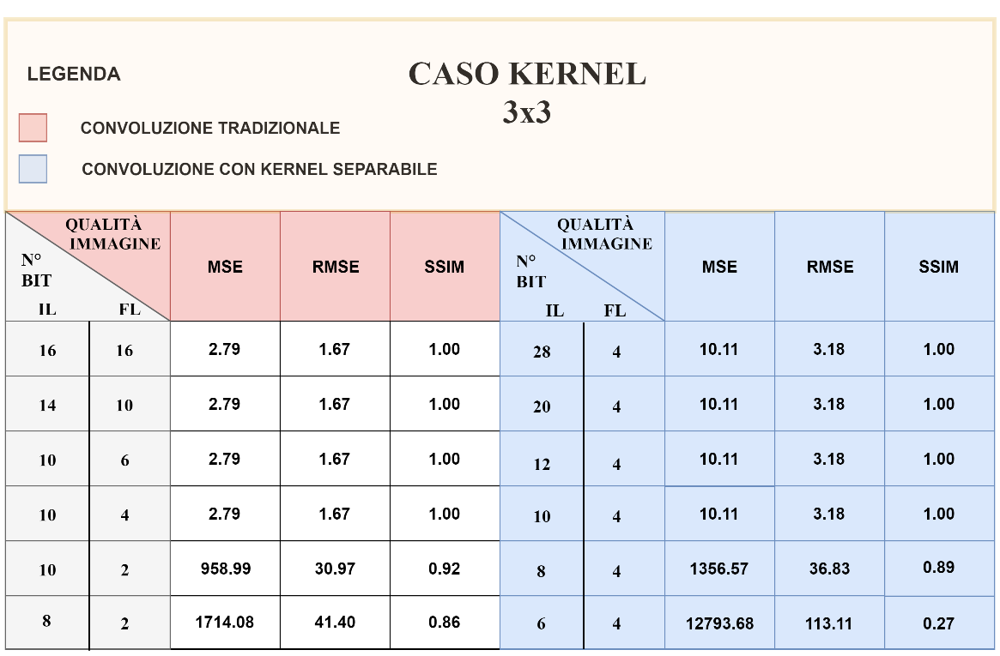 LEGENDA
CASO KERNEL
3x3
CONVOLUZIONE TRADIZIONALE
CONVOLUZIONE CON KERNEL SEPARABILE
QUALITÀ
IMMAGINE
N°
BIT
IL FL
MSE RMSE SSIM
QUALITÀ
IMMAGINE
N°
BIT
IL FL
MSE RMSE SSIM
16 16 2.79 1.67 1.00 28 4 10.11 3.18 1.00
14 10 2.79 1.67 1.00 20 4 10.11 3.18 1.00
10 6 2.79 1.67 1.00 12 4 10.11 3.18 1.00
10 4 2.79 1.67 1.00 10 4 10.11 3.18 1.00
10 2 958.99 30.97 0.92 8 4 1356.57 36.83 0.89
8 2 1714.08 41.40 0.86 6 4 12793.68 113.11 0.27